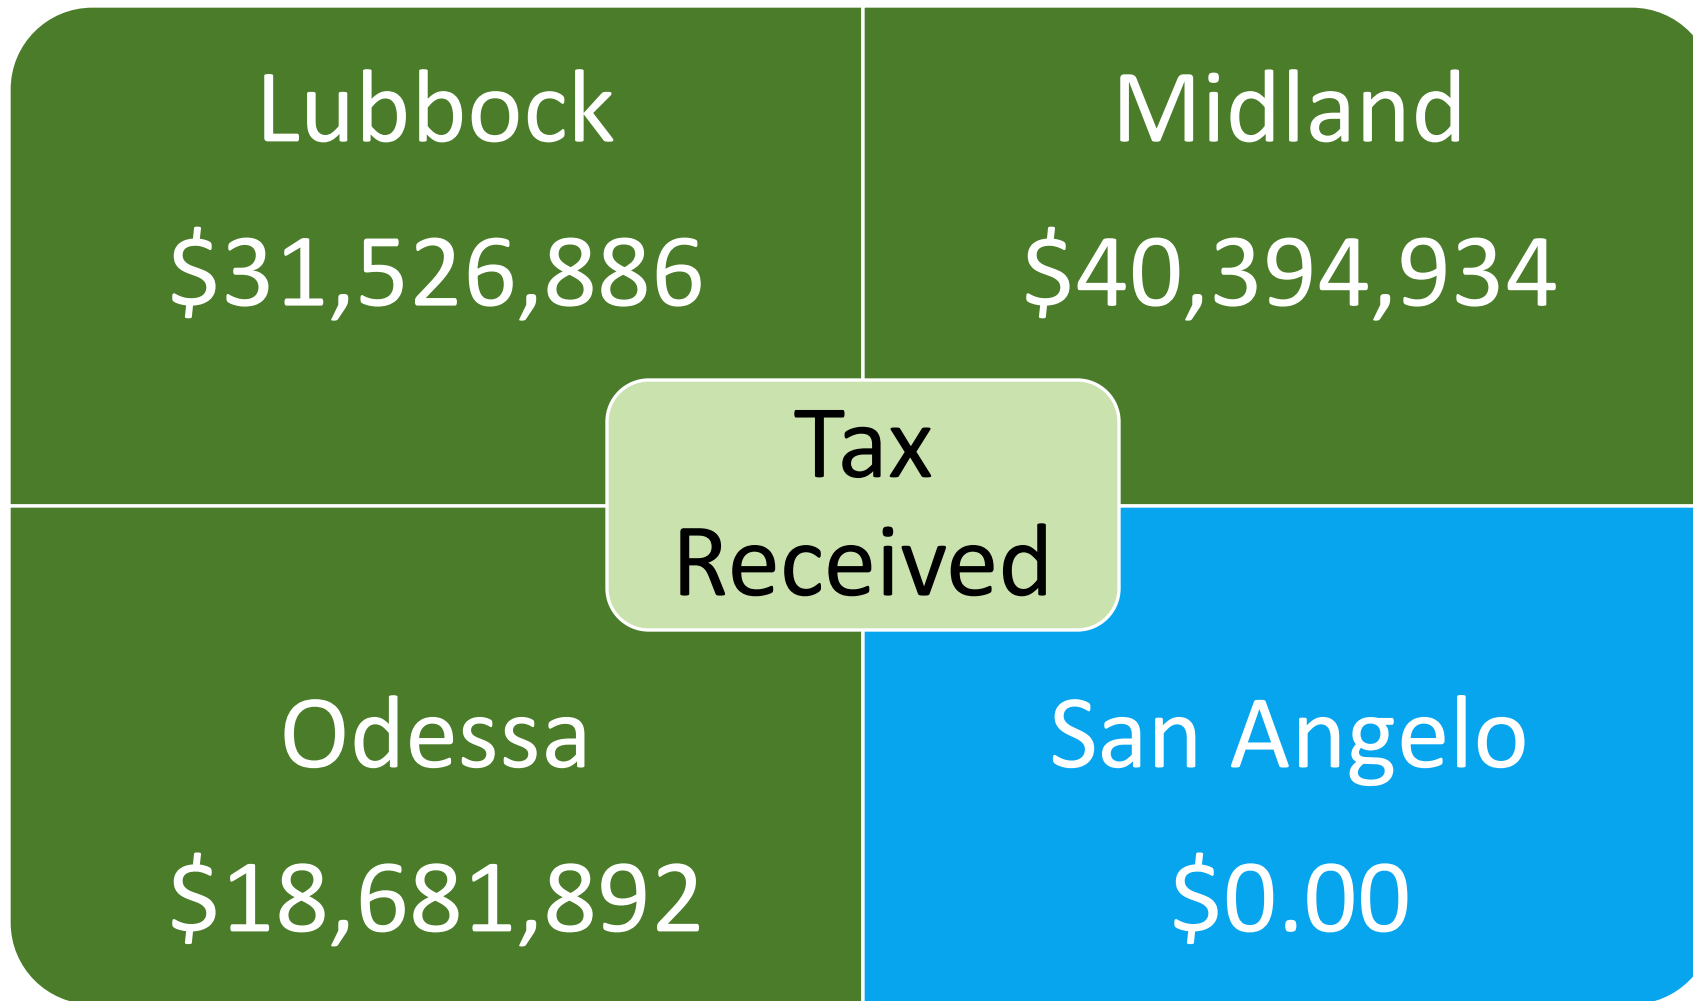 Lubbock
$31,526,886
Midland
$40,394,934
Tax
Received
Odessa
$18,681,892
San Angelo
$0.00